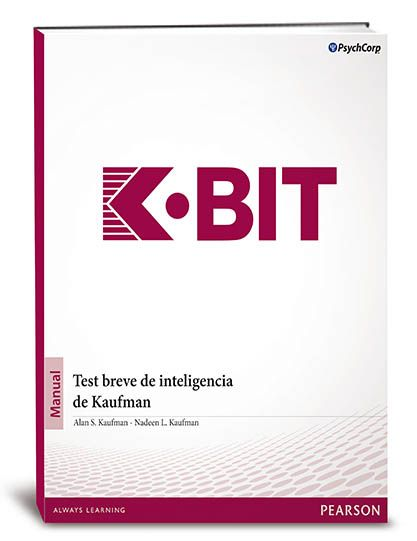 PsychCorp
K·BIT
Manual
Test breve de inteligencia
de Kaufman
Alan S. Kaufman · Nadeen L. Kaufman
ALWAYS LEARNING
PEARSON